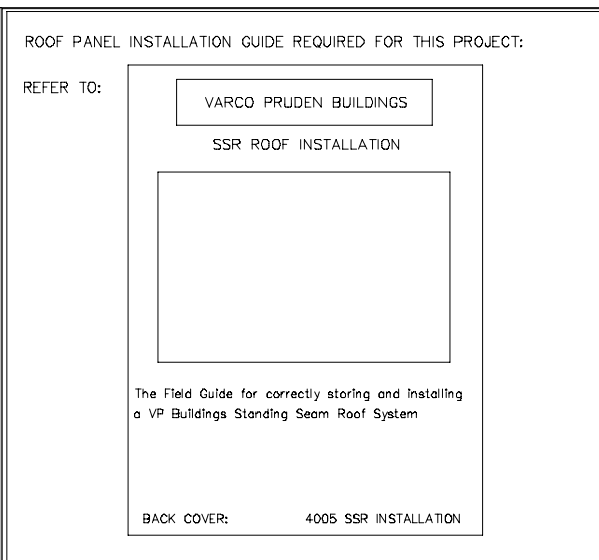 ROOF PANEL INSTALLATION GUIDE REQUIRED FOR THIS PROJECT:
REFER TO:
VARCO PRUDEN BUILDINGS
SSR ROOF INSTALLATION
The Field Guide for correctly storing and installing
a VP Buildings Standing Seam Roof System
BACK COVER: 4005 SSR INSTALLATION